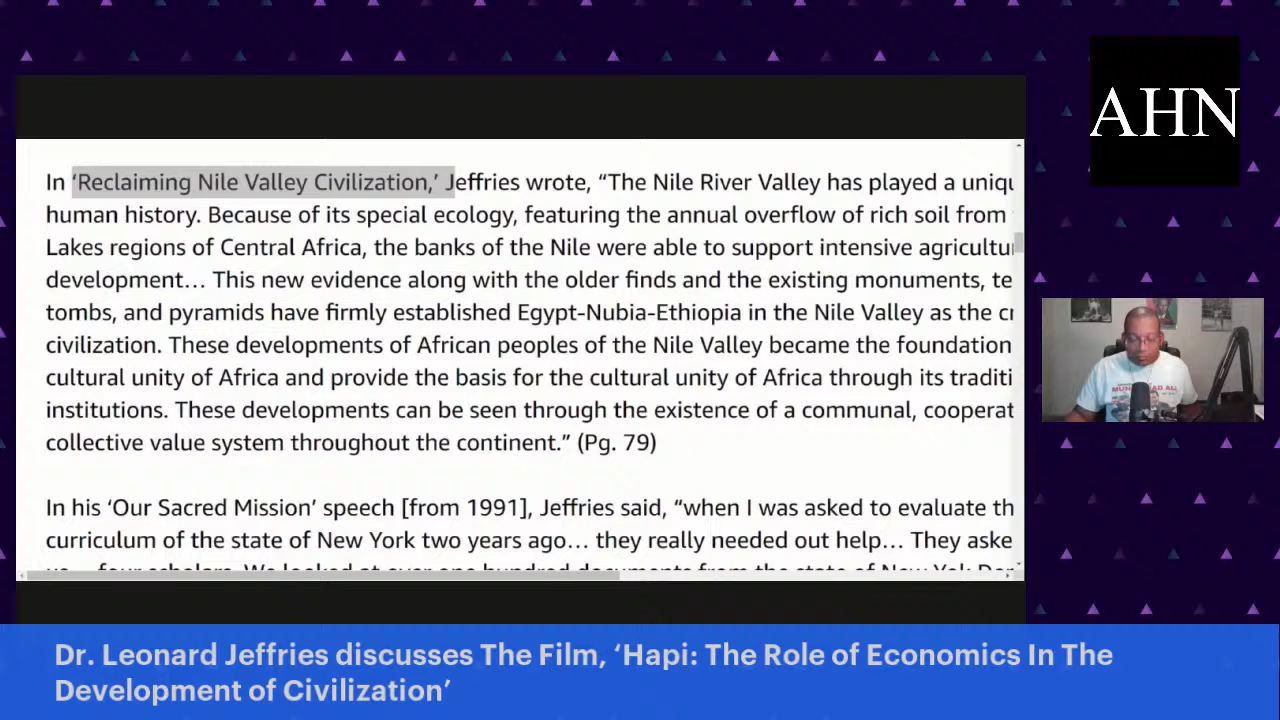 AHN
In ‘Reclaiming Nile Valley Civilization,’ Jeffries wrote, “The Nile River Valley has played a
human history. Because of its special ecology, featuring the annual overflow of rich soil from
Lakes regions of Central Africa, the banks of the Nile were able to support intensive
development… This new evidence along with the older finds and the existing monuments,
tombs, and pyramids have firmly established Egypt-Nubia-Ethiopia in the Nile Valley as the
civilization. These developments of African peoples of the Nile Valley became the foundation
cultural unity of Africa and provide the basis for the cultural unity of Africa through its
institutions. These developments can be seen through the existence of a communal,
collective value system throughout the continent.” (Pg. 79)
In his ‘Our Sacred Mission’ speech [from 1991], Jeffries said, “when I was asked to evaluate
curriculum of the state of New York two years ago… they really needed out help… They
Dr. Leonard Jeffries discusses The Film, ‘Hapi: The Role of Economics In The
Development of Civilization’